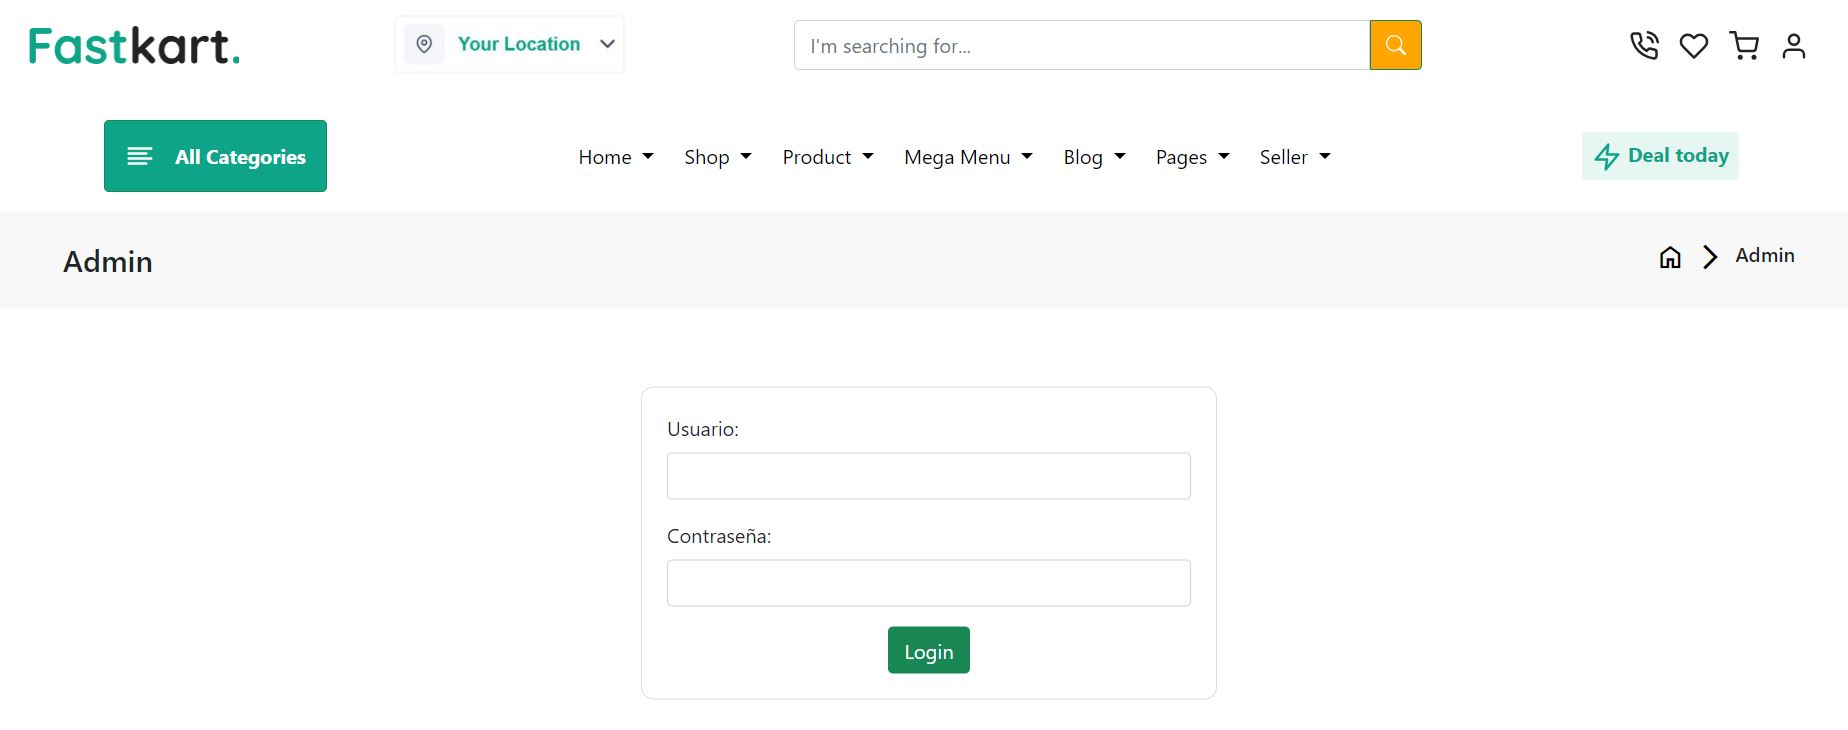 Fastkart.
Your Location
I'm searching for...
All Categories
Home Shop Product Mega Menu Blog Pages Seller
Deal today
Admin
Admin
Usuario:
Contraseña:
Login